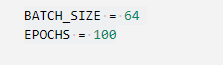 BATCH_SIZE = 64
EPOCHS = 100